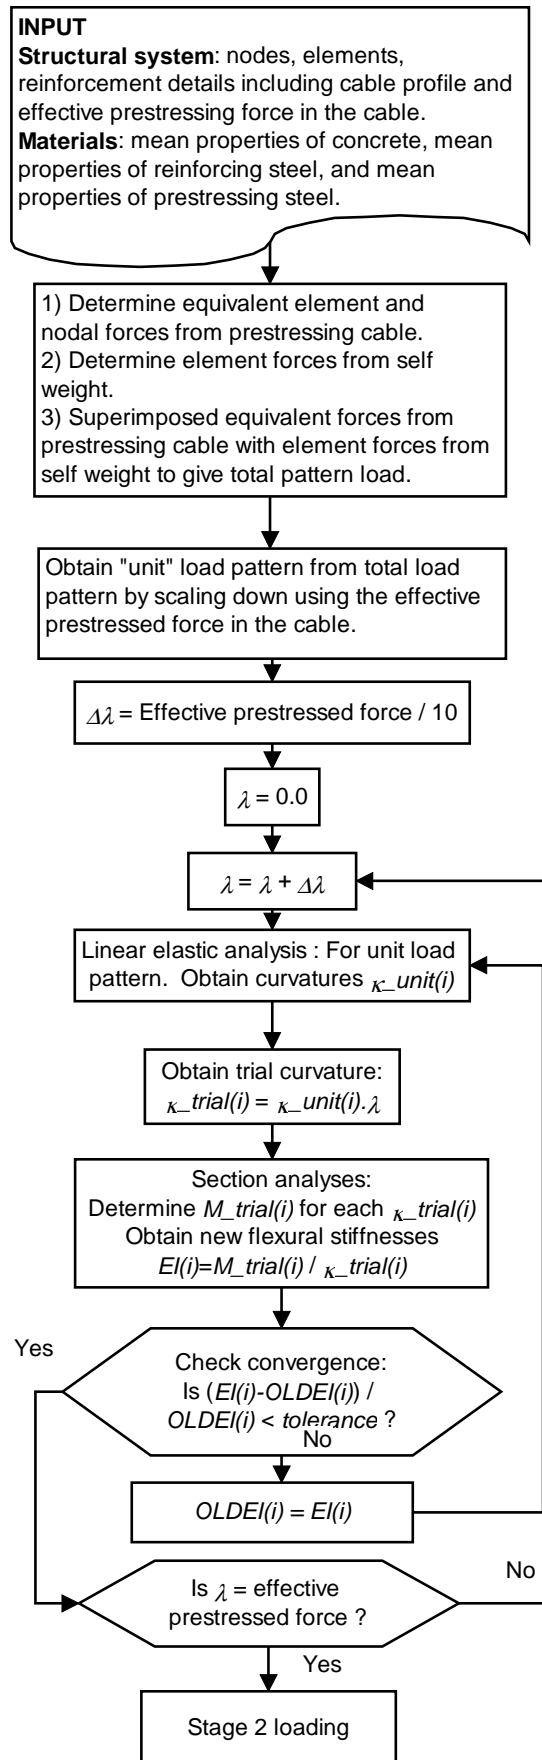 INPUT
Structural system: nodes, elements,
reinforcement details including cable profile and
effective prestressing force in the cable.
Materials: mean properties of concrete, mean
properties of reinforcing steel, and mean
properties of prestressing steel.
1) Determine equivalent element and
nodal forces from prestressing cable.
2) Determine element forces from self
weight.
3) Superimposed equivalent forces from
prestressing cable with element forces from
self weight to give total pattern load.
Obtain "unit" load pattern from total load
pattern by scaling down using the effective
prestressed force in the cable.
Δλ = Effective prestressed force / 10
λ = 0.0
λ = λ + Δλ
Linear elastic analysis : For unit load
pattern. Obtain curvatures κ_unit(i)
Obtain trial curvature:
κ_trial(i) = κ_unit(i).λ
Section analyses:
Determine M_trial(i) for each κ_trial(i)
Obtain new flexural stiffnesses
EI(i)=M_trial(i) / κ_trial(i)
Yes
Check convergence:
Is (EI(i)-OLDEI(i)) /
OLDEI(i) < tolerance ?
No
OLDEI(i) = EI(i)
Is λ = effective
prestressed force ?
No
Yes
Stage 2 loading